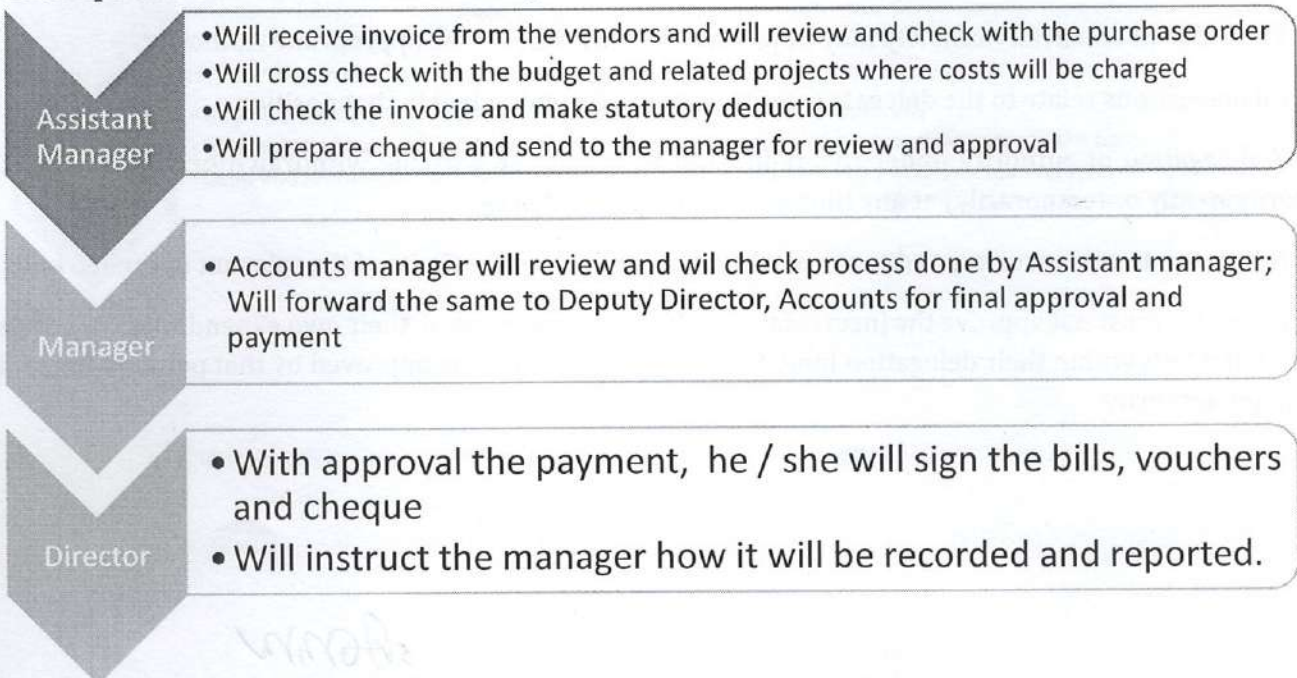 Assistant
Manager
•Will receive invoice from the vendors and will review and check with the purchase order
•Will cross check with the budget and related projects where costs will be charged
•Will check the invocie and make statutory deduction
•Will prepare cheque and send to the manager for review and approval
Manager
• Accounts manager will review and wil check process done by Assistant manager;
Will forward the same to Deputy Director, Accounts for final approval and
payment
Director
• With approval the payment, he / she will sign the bills, vouchers
and cheque
• Will instruct the manager how it will be recorded and reported.